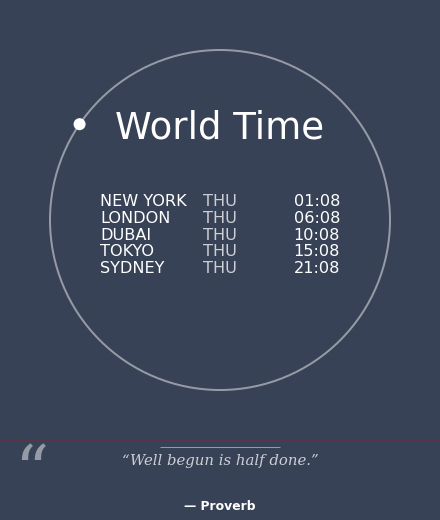 World Time
NEW YORK THU 01:08
LONDON THU 06:08
DUBAI THU 10:08
TOKYO THU 15:08
SYDNEY THU 21:08
“
“Well begun is half done.”
— Proverb